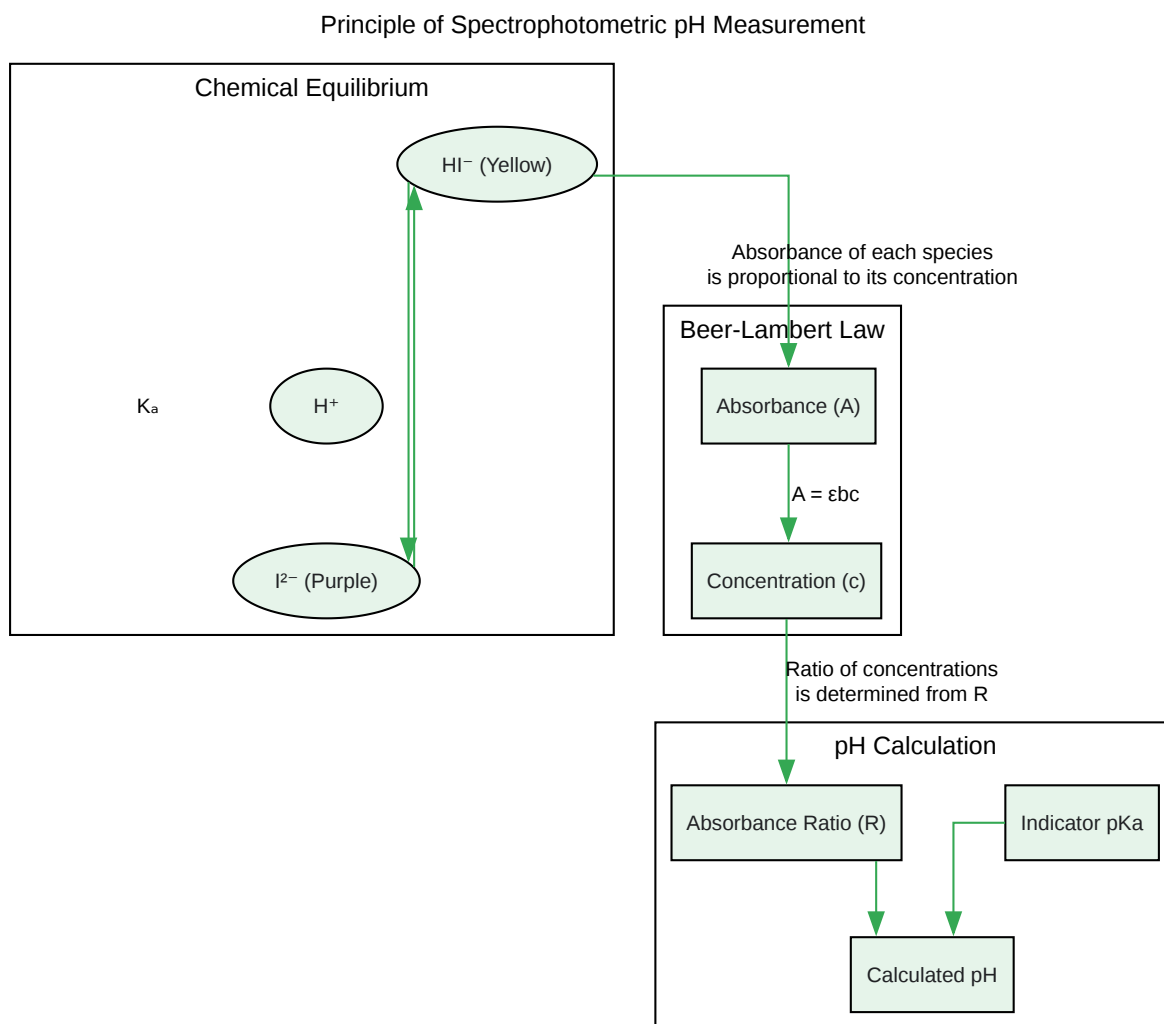 Principle of Spectrophotometric pH Measurement
Chemical Equilibrium
HI⁻ (Yellow)
Absorbance of each species
is proportional to its concentration
Beer-Lambert Law
Kₐ
H⁺
Absorbance (A)
A = εbc
I²⁻ (Purple)
Concentration (c)
Ratio of concentrations
is determined from R
pH Calculation
Absorbance Ratio (R)
Indicator pKa
Calculated pH